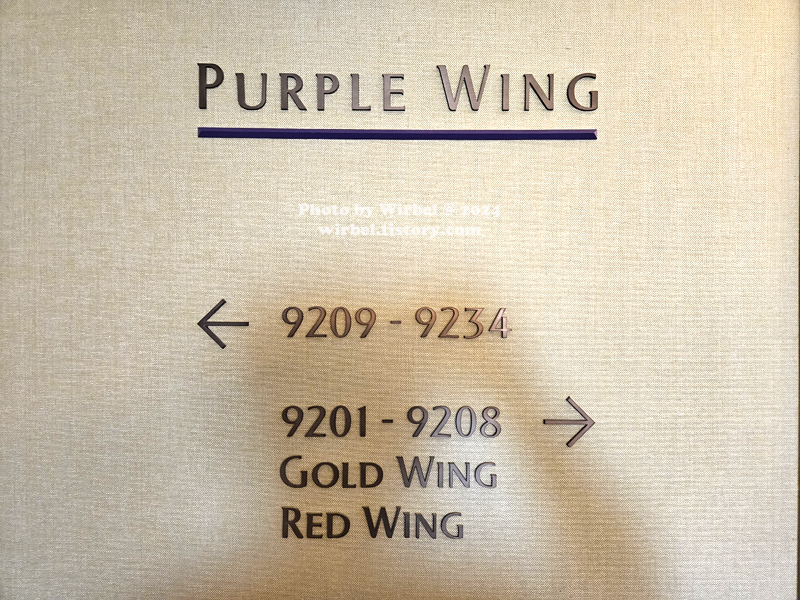 PURPLE WING
Photo by Wirbel © 2024
wirbel.tistory.com
← 9209 - 9234
9201 - 9208 →
GOLD WING
RED WING